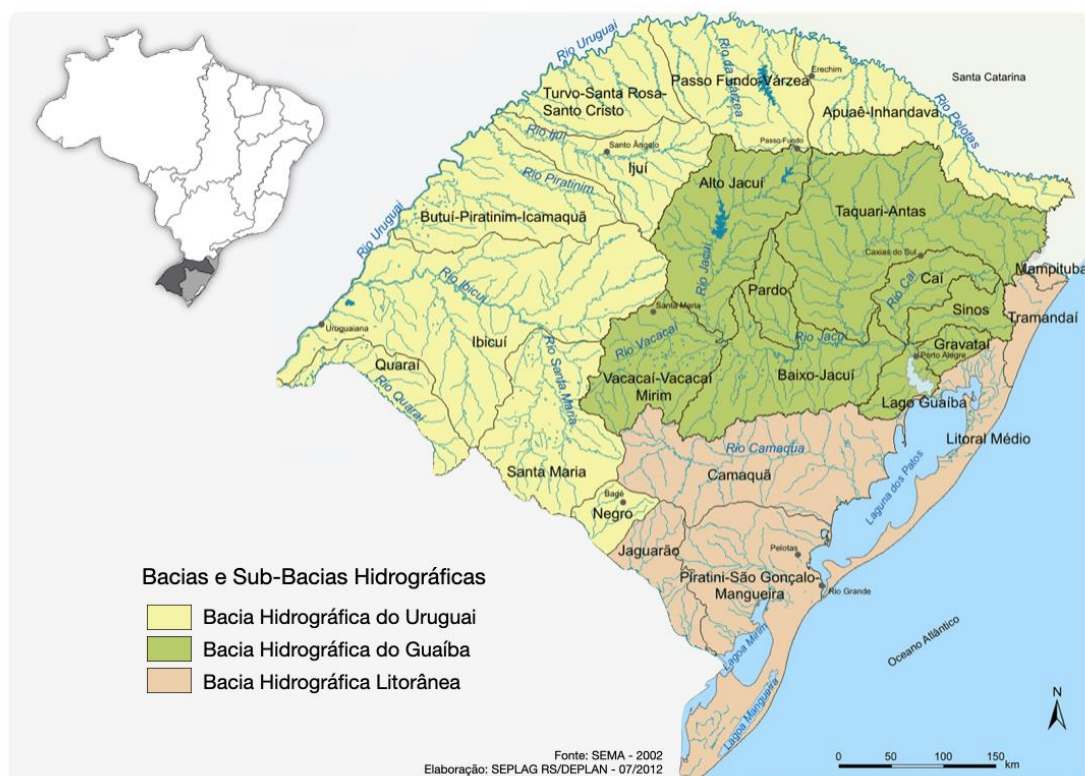 Rio Uruguai
Santa Catarina
Rio da Várzea
Passo Fundo-Várzea
Erechim
Turvo-Santa Rosa-
Santo Cristo
Apuaê-Inhandava
Rio Pelotas
Rio Ijuí
Santo Ângelo
Ijuí
Passo Fundo
Rio Piratinim
Alto Jacuí
Butuí-Piratinim-Icamaquã
Taquari-Antas
Rio Uruguai
Rio Jacuí
Caxias do Sul
Mampituba
Rio Ibicuí
Pardo
Rio Caí
Caí
Santa Maria
Sinos
Tramandaí
Uruguaiana
Ibicuí
Rio Vacacaí
Rio Jacuí
Gravataí
Porto Alegre
Quaraí
Rio Santa Maria
Vacacaí-Vacacaí
Mirim
Baixo-Jacuí
Rio Quaraí
Lago Guaíba
Litoral Médio
Rio Camaqua
Santa Maria
Camaquã
Laguna dos Patos
Bagé
Negro
Jaguarão
Pelotas
Piratini-São Gonçalo-
Mangueira
Rio Grande
Oceano Atlântico
Lagoa Mirim
Lagoa Mangueira
Bacias e Sub-Bacias Hidrográficas
Bacia Hidrográfica do Uruguai
Bacia Hidrográfica do Guaíba
Bacia Hidrográfica Litorânea
N
Fonte: SEMA - 2002
Elaboração: SEPLAG RS/DEPLAN - 07/2012
0 50 100 150
km